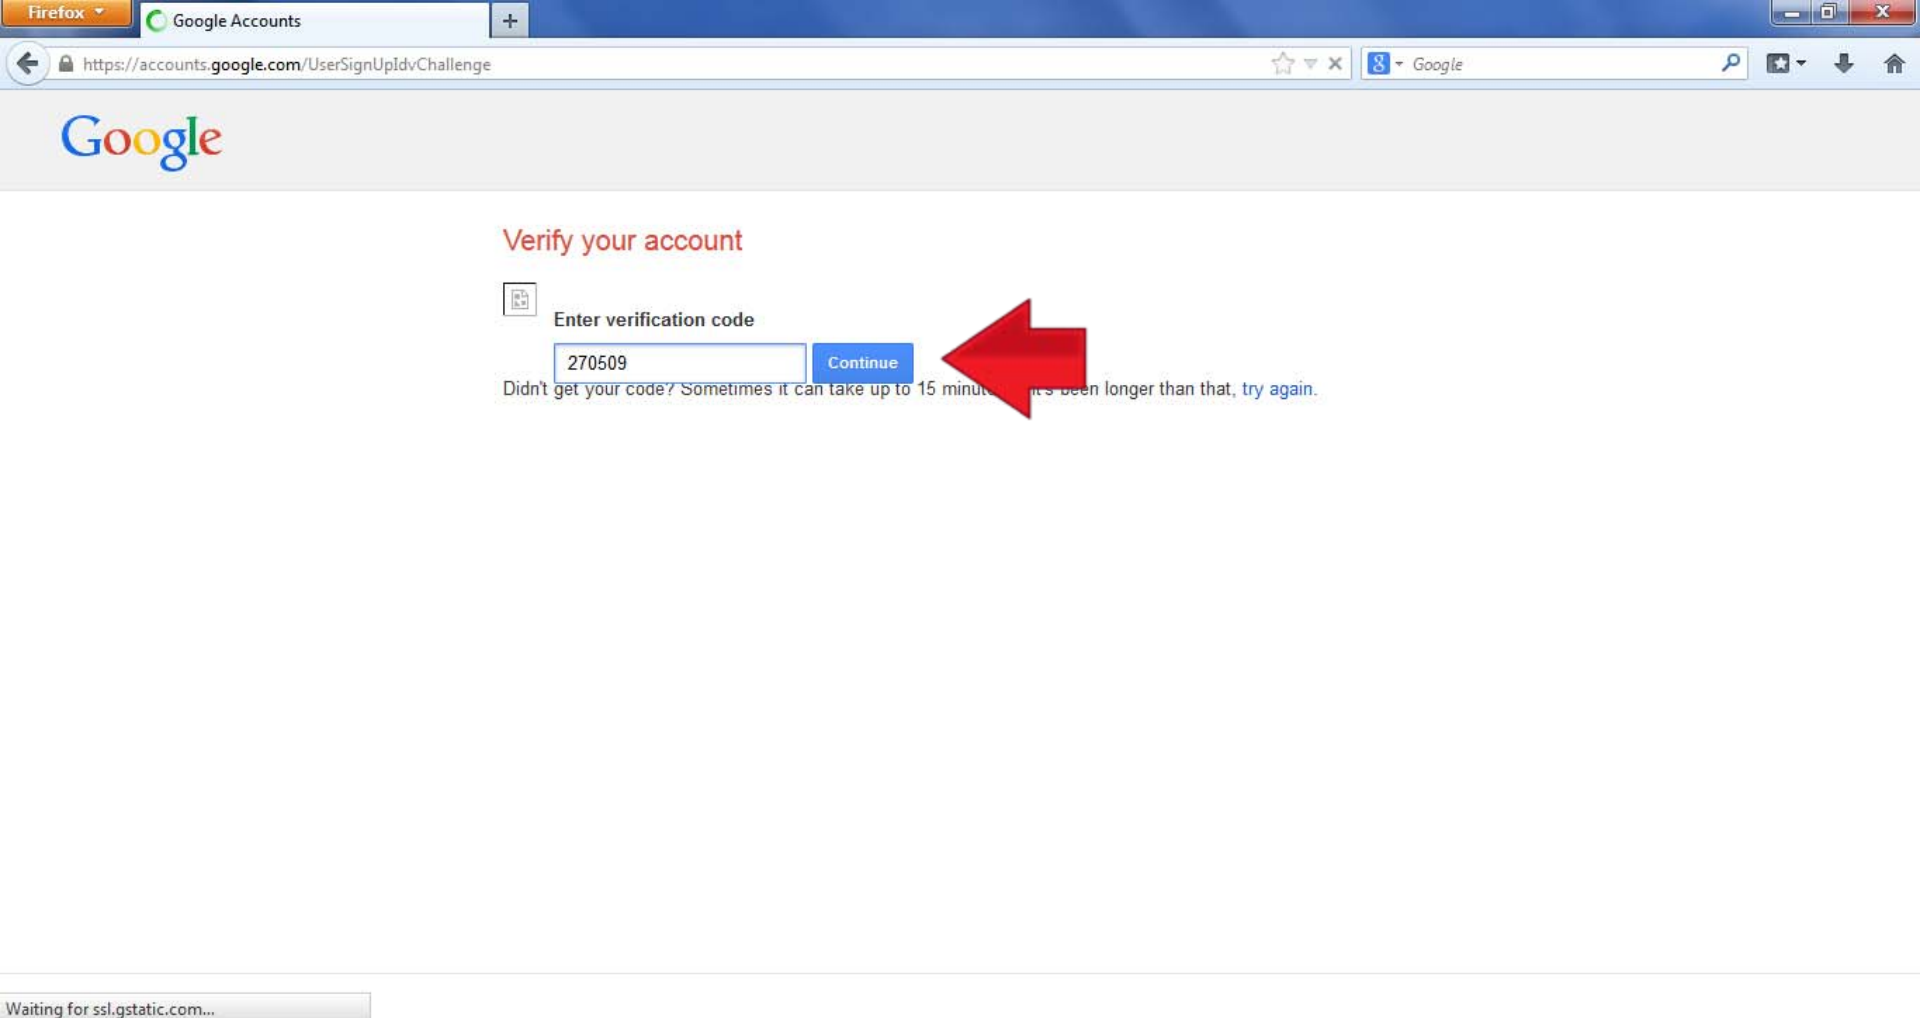 Firefox
Google Accounts
https://accounts.google.com/UserSignUpIdvChallenge
8
Google
Google
Verify your account
Enter verification code
270509
Continue
Didn't get your code? Sometimes it can take up to 15 been longer than that, try again.
Waiting for ssl.gstatic.com...